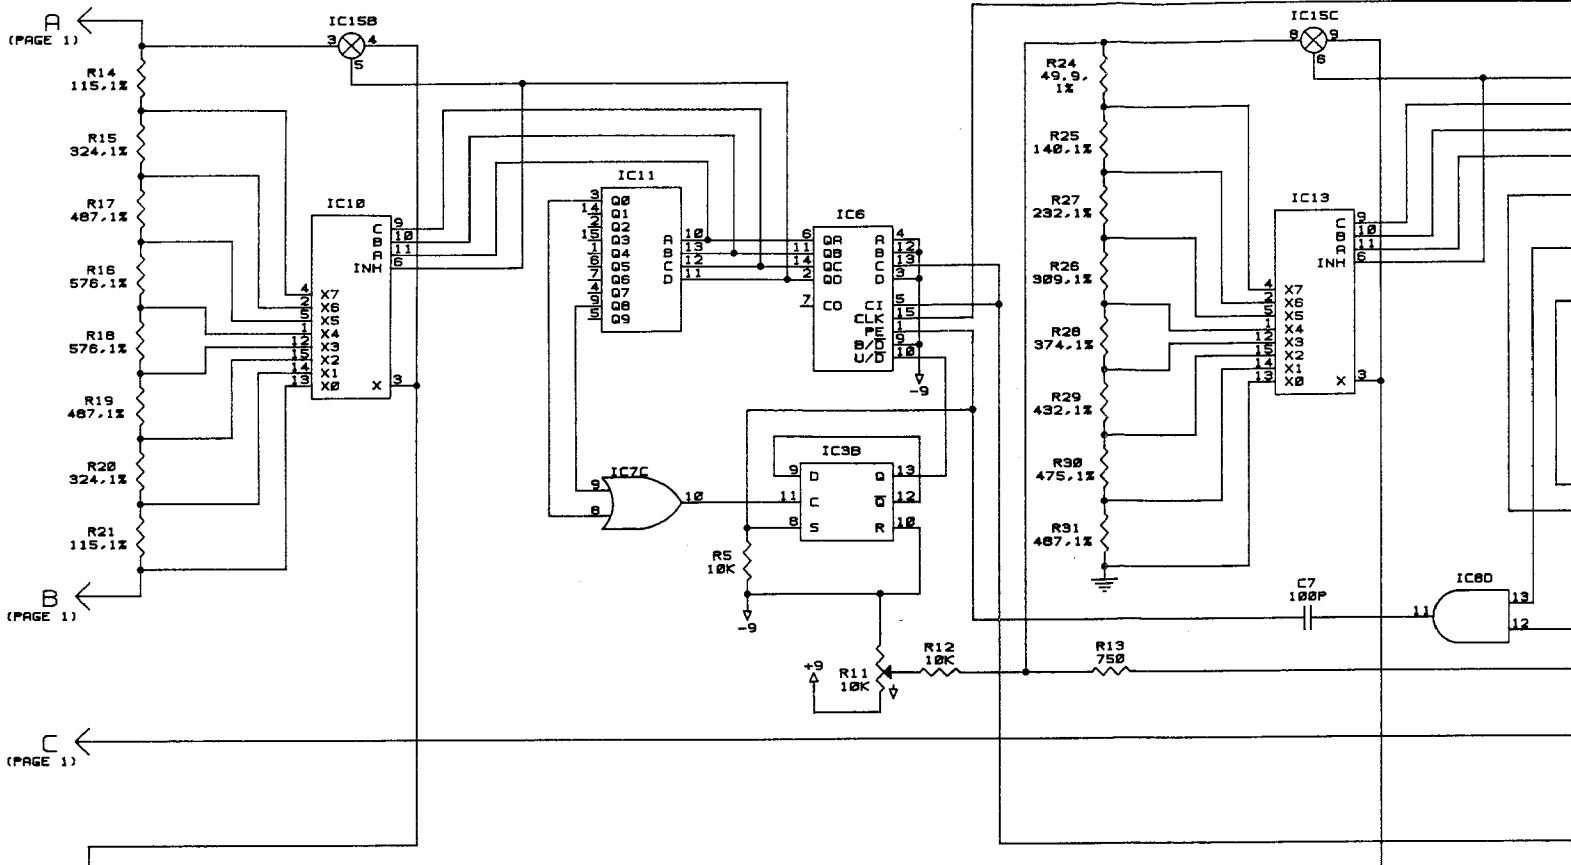 A
(PAGE 1)
R14
115,1%
R15
324,1%
R17
487,1%
R16
576,1%
R18
576,1%
R19
487,1%
R20
324,1%
R21
115,1%
B
(PAGE 1)
C
(PAGE 1)
IC15B
3
4
5
IC10
C 9
B 10
A 11
INH 6
4 X7
2 X6
5 X5
1 X4
12 X3
15 X2
14 X1
13 X0
X 3
IC11
3 Q0
14 Q1
2 Q2
15 Q3
1 Q4
6 Q5
7 Q6
4 Q7
9 Q8
5 Q9
A 10
B 13
C 12
D 11
IC6
6 QA
11 QB
14 QC
2 QD
7 CO
A 4
B 12
C 13
D 3
CI 5
CLK 15
PE 1
B/D̅ 9
U/D̅ 10
-9
IC7C
9
8
10
IC3B
9 D
11 C
8 S
Q 13
Q̅ 12
R 10
R5
10K
-9
+9
R11
10K
R12
10K
R13
750
IC15C
8
9
6
R24
49.9,
1%
R25
140,1%
R27
232,1%
R26
309,1%
R28
374,1%
R29
432,1%
R30
475,1%
R31
487,1%
IC13
C 9
B 10
A 11
INH 6
4 X7
2 X6
5 X5
1 X4
12 X3
15 X2
14 X1
13 X0
X 3
C7
100P
IC8D
11
13
12